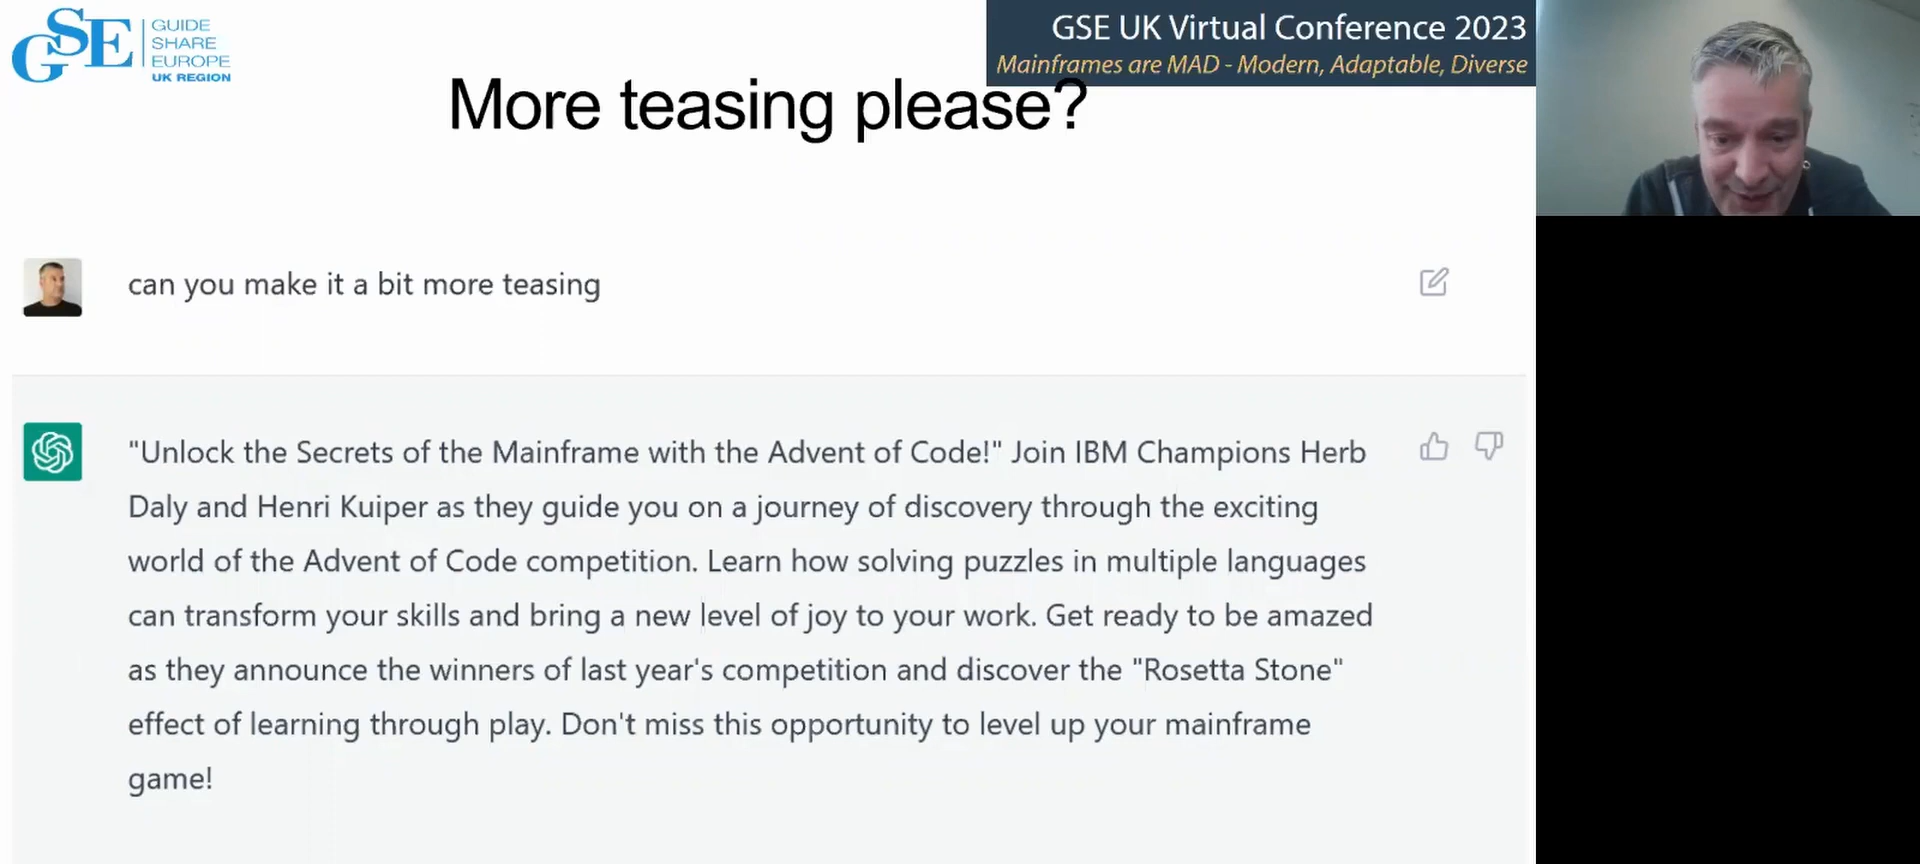 GSE
GUIDE
SHARE
EUROPE
UK REGION
GSE UK Virtual Conference 2023
Mainframes are MAD - Modern, Adaptable, Diverse
More teasing please?
can you make it a bit more teasing
"Unlock the Secrets of the Mainframe with the Advent of Code!" Join IBM Champions Herb
Daly and Henri Kuiper as they guide you on a journey of discovery through the exciting
world of the Advent of Code competition. Learn how solving puzzles in multiple languages
can transform your skills and bring a new level of joy to your work. Get ready to be amazed
as they announce the winners of last year's competition and discover the "Rosetta Stone"
effect of learning through play. Don't miss this opportunity to level up your mainframe
game!